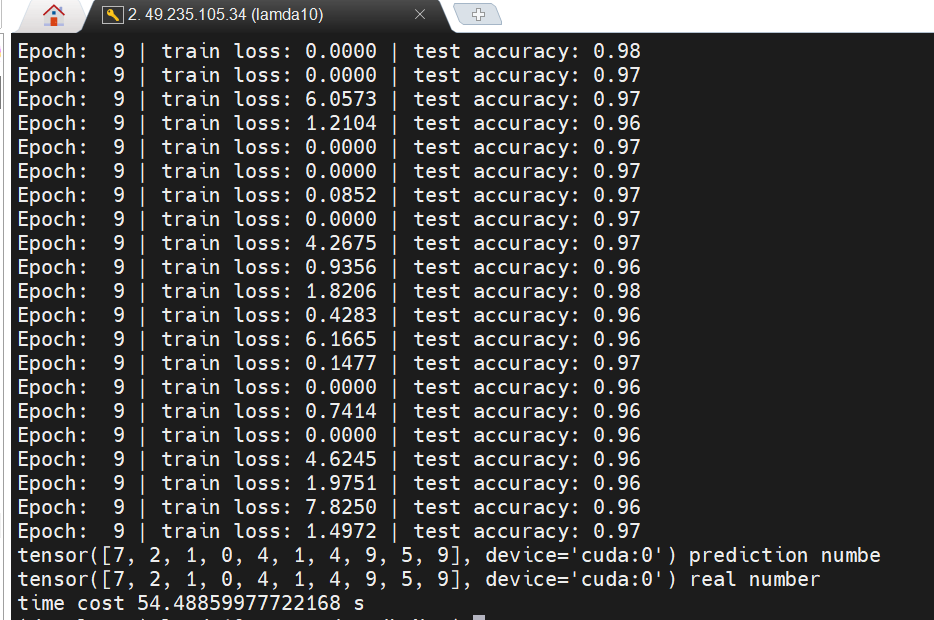 2. 49.235.105.34 (lamda10)
Epoch:  9 | train loss: 0.0000 | test accuracy: 0.98
Epoch:  9 | train loss: 0.0000 | test accuracy: 0.97
Epoch:  9 | train loss: 6.0573 | test accuracy: 0.97
Epoch:  9 | train loss: 1.2104 | test accuracy: 0.96
Epoch:  9 | train loss: 0.0000 | test accuracy: 0.97
Epoch:  9 | train loss: 0.0000 | test accuracy: 0.97
Epoch:  9 | train loss: 0.0852 | test accuracy: 0.97
Epoch:  9 | train loss: 0.0000 | test accuracy: 0.97
Epoch:  9 | train loss: 4.2675 | test accuracy: 0.97
Epoch:  9 | train loss: 0.9356 | test accuracy: 0.96
Epoch:  9 | train loss: 1.8206 | test accuracy: 0.98
Epoch:  9 | train loss: 0.4283 | test accuracy: 0.96
Epoch:  9 | train loss: 6.1665 | test accuracy: 0.96
Epoch:  9 | train loss: 0.1477 | test accuracy: 0.97
Epoch:  9 | train loss: 0.0000 | test accuracy: 0.96
Epoch:  9 | train loss: 0.7414 | test accuracy: 0.96
Epoch:  9 | train loss: 0.0000 | test accuracy: 0.96
Epoch:  9 | train loss: 4.6245 | test accuracy: 0.96
Epoch:  9 | train loss: 1.9751 | test accuracy: 0.96
Epoch:  9 | train loss: 7.8250 | test accuracy: 0.96
Epoch:  9 | train loss: 1.4972 | test accuracy: 0.97
tensor([7, 2, 1, 0, 4, 1, 4, 9, 5, 9], device='cuda:0') prediction numbe
tensor([7, 2, 1, 0, 4, 1, 4, 9, 5, 9], device='cuda:0') real number
time cost 54.48859977722168 s